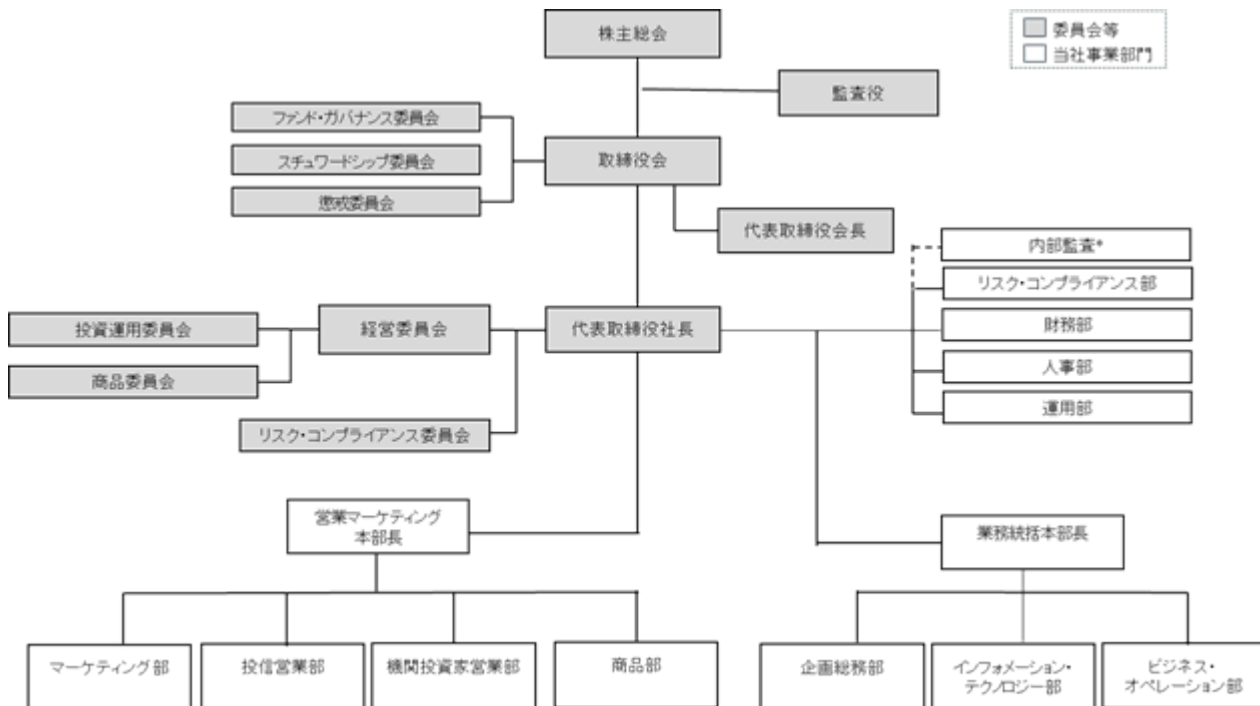 株主総会
委員会等
当社事業部門
監査役
ファンド・ガバナンス委員会
スチュワードシップ委員会
懲戒委員会
取締役会
代表取締役会長
内部監査*
リスク・コンプライアンス部
財務部
人事部
運用部
投資運用委員会
経営委員会
代表取締役社長
商品委員会
リスク・コンプライアンス委員会
営業マーケティング
本部長
業務統括本部長
マーケティング部
投信営業部
機関投資家営業部
商品部
企画総務部
インフォメーション・
テクノロジー部
ビジネス・
オペレーション部